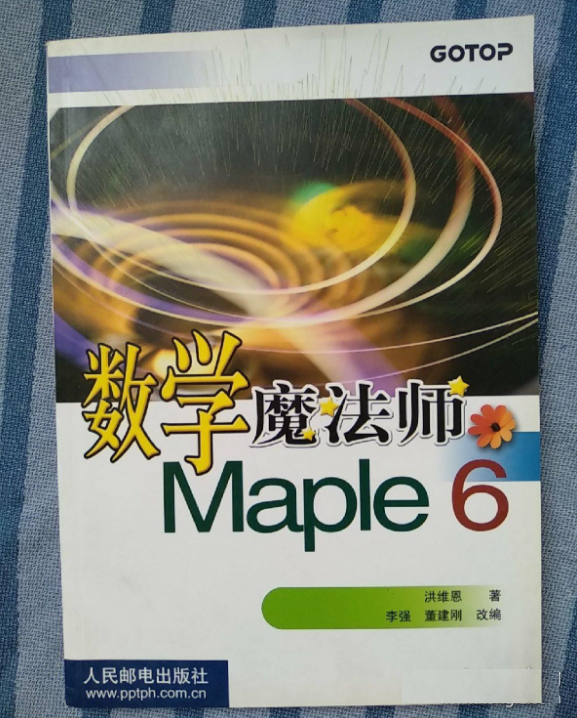 GOTOP
数学魔法师
Maple 6
洪维恩 著
李强 董建刚 改编
人民邮电出版社
www.pptph.com.cn